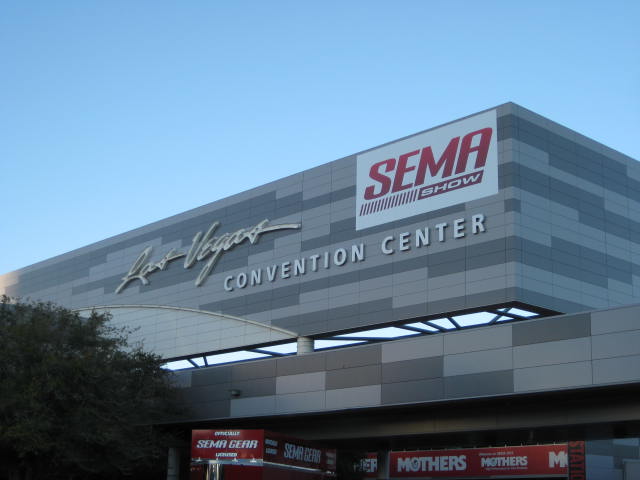 SEMA
SHOW
Las Vegas
CONVENTION CENTER
OFFICIALLY
SEMA GEAR
LICENSED
SEMA GEAR
MOTHERS
MOTHERS
M